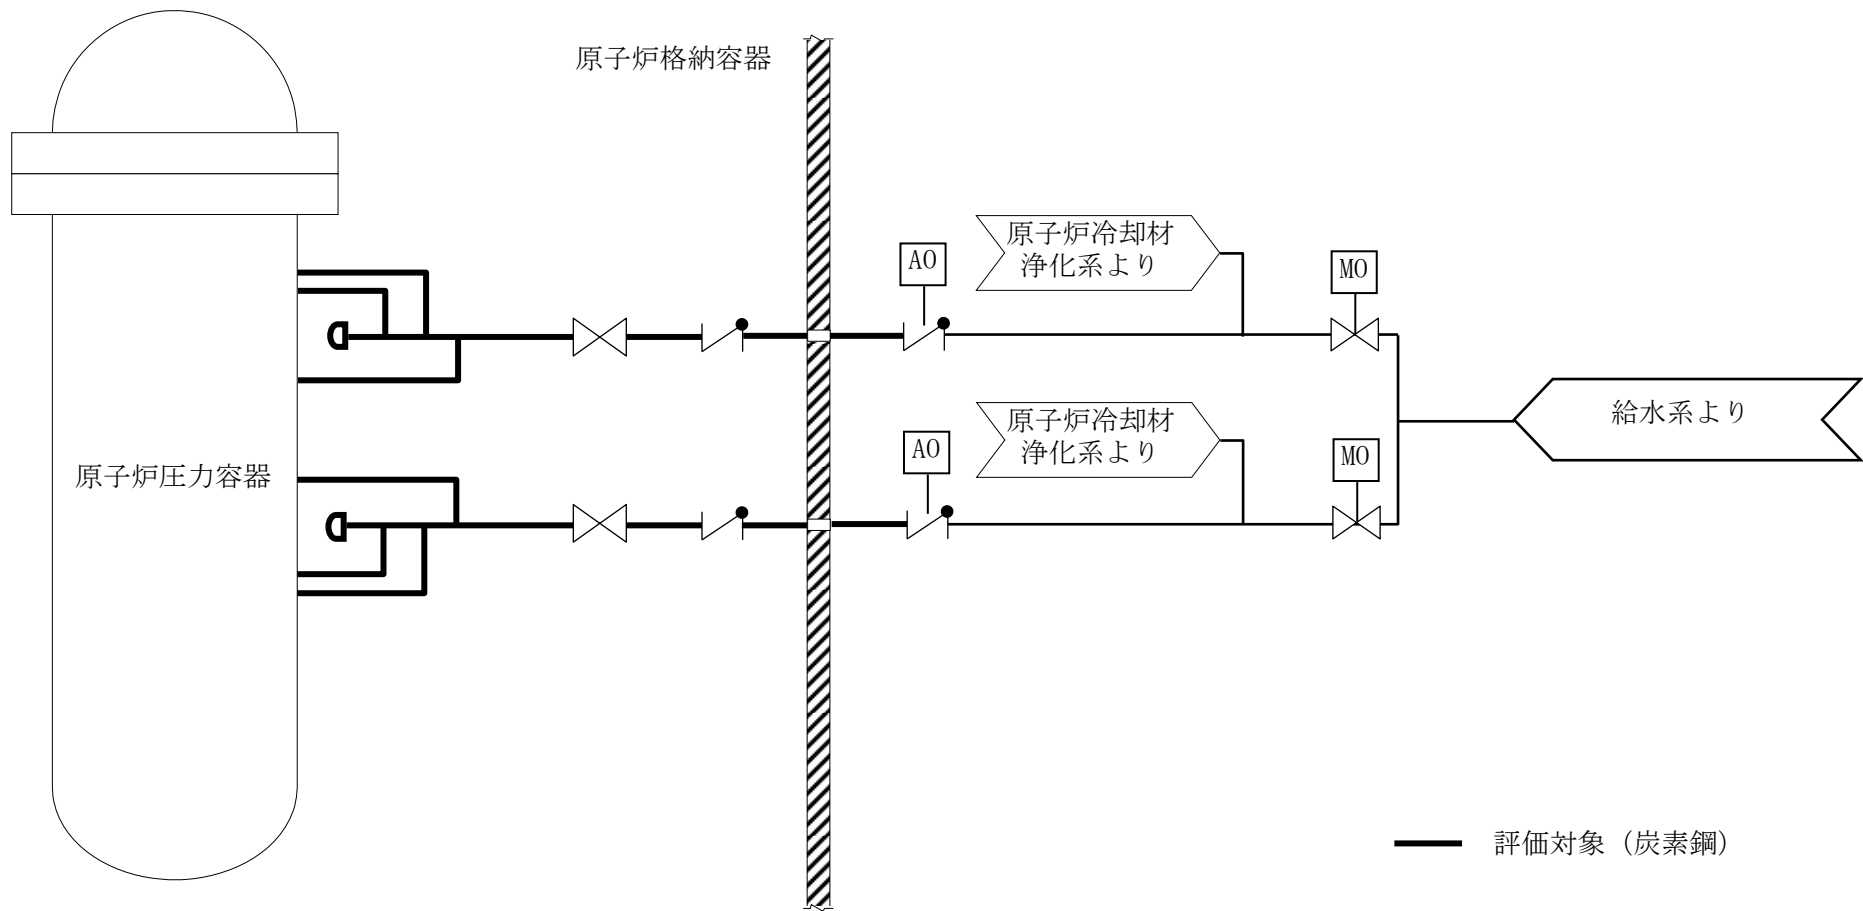 原子炉格納容器
原子炉冷却材
浄化系より
AO
MO
給水系より
原子炉冷却材
浄化系より
AO
MO
原子炉圧力容器
評価対象（炭素鋼）